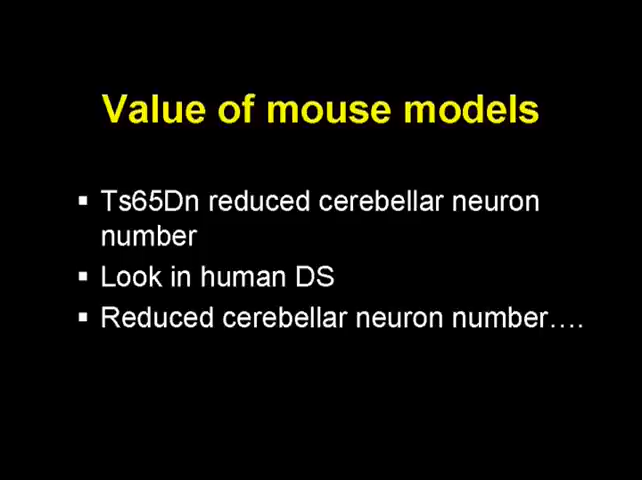 Value of mouse models
▪ Ts65Dn reduced cerebellar neuron
number
▪ Look in human DS
▪ Reduced cerebellar neuron number….